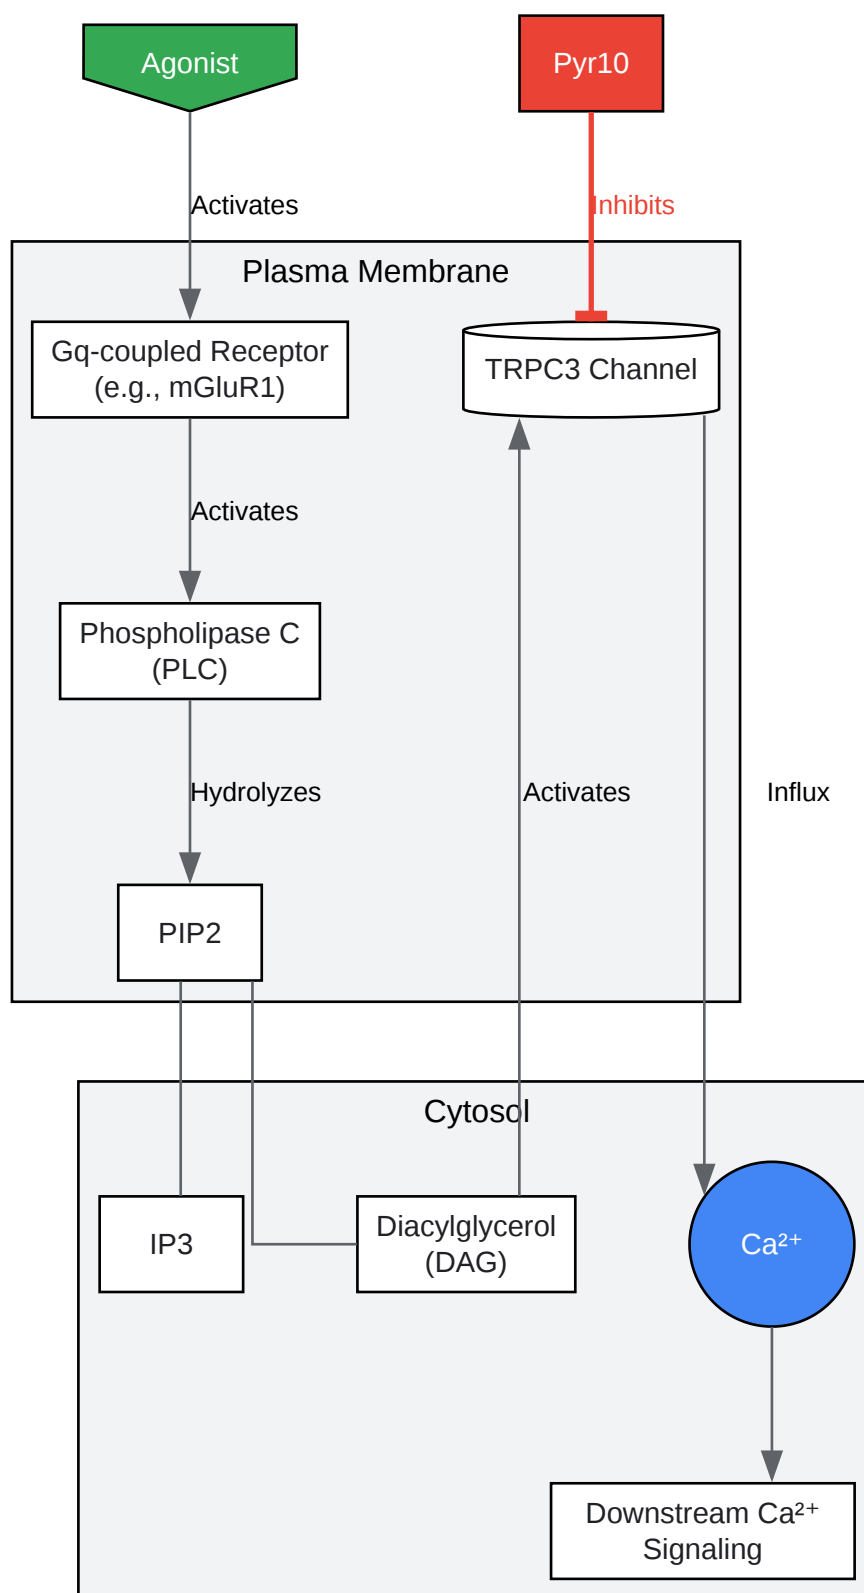 Agonist
Pyr10
Activates
Inhibits
Plasma Membrane
Gq-coupled Receptor
(e.g., mGluR1)
TRPC3 Channel
Activates
Phospholipase C
(PLC)
Hydrolyzes
Activates
Influx
PIP2
Cytosol
IP3
Diacylglycerol
(DAG)
Ca²⁺
Downstream Ca²⁺
Signaling